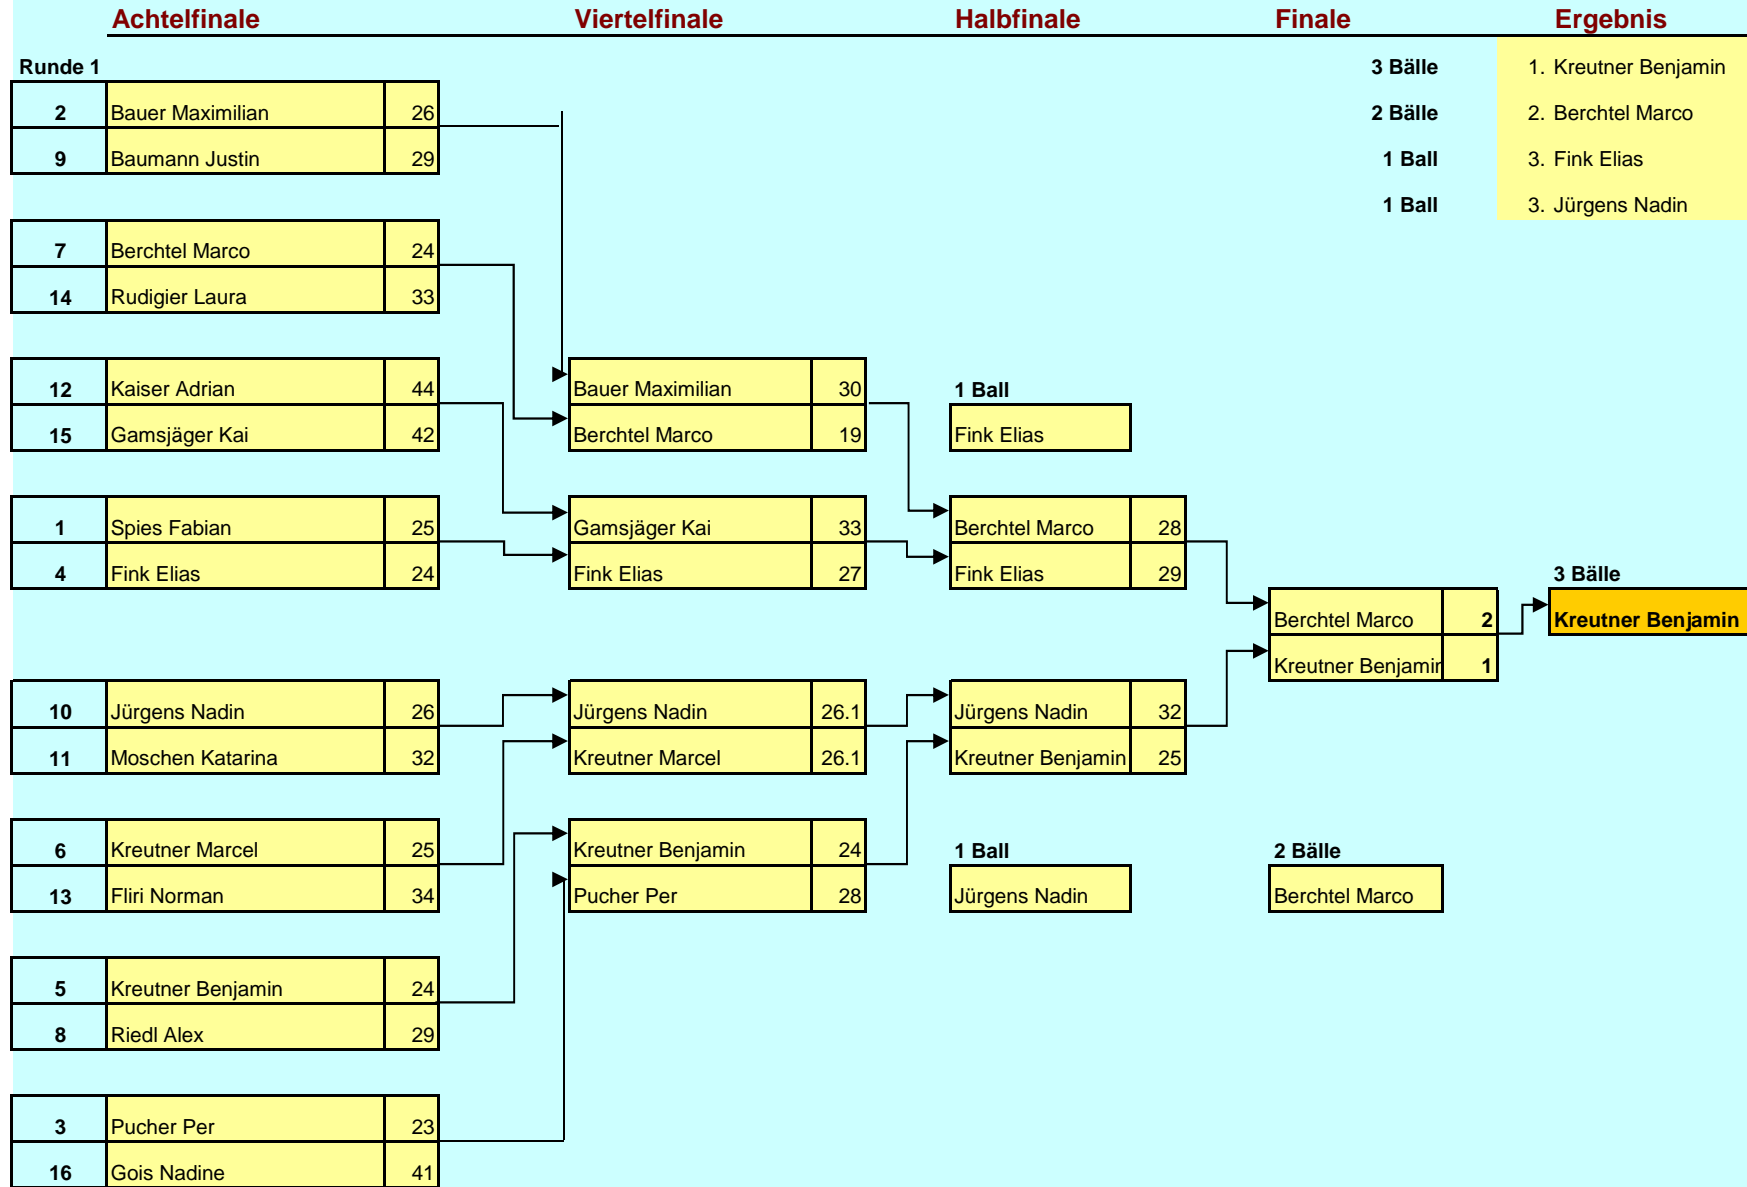 Achtelfinale Viertelfinale Halbfinale Finale Ergebnis
Runde 1 3 Bälle 1. Kreutner Benjamin
2 Bauer Maximilian 26 2 Bälle 2. Berchtel Marco
9 Baumann Justin 29 1 Ball 3. Fink Elias
1 Ball 3. Jürgens Nadin
7 Berchtel Marco 24
14 Rudigier Laura 33
12 Kaiser Adrian 44 Bauer Maximilian 30 1 Ball
15 Gamsjäger Kai 42 Berchtel Marco 19 Fink Elias
1 Spies Fabian 25 Gamsjäger Kai 33 Berchtel Marco 28
4 Fink Elias 24 Fink Elias 27 Fink Elias 29 3 Bälle
Berchtel Marco 2 Kreutner Benjamin
Kreutner Benjamin 1
10 Jürgens Nadin 26 Jürgens Nadin 26.1 Jürgens Nadin 32
11 Moschen Katarina 32 Kreutner Marcel 26.1 Kreutner Benjamin 25
6 Kreutner Marcel 25 Kreutner Benjamin 24 1 Ball 2 Bälle
13 Fliri Norman 34 Pucher Per 28 Jürgens Nadin Berchtel Marco
5 Kreutner Benjamin 24
8 Riedl Alex 29
3 Pucher Per 23
16 Gois Nadine 41